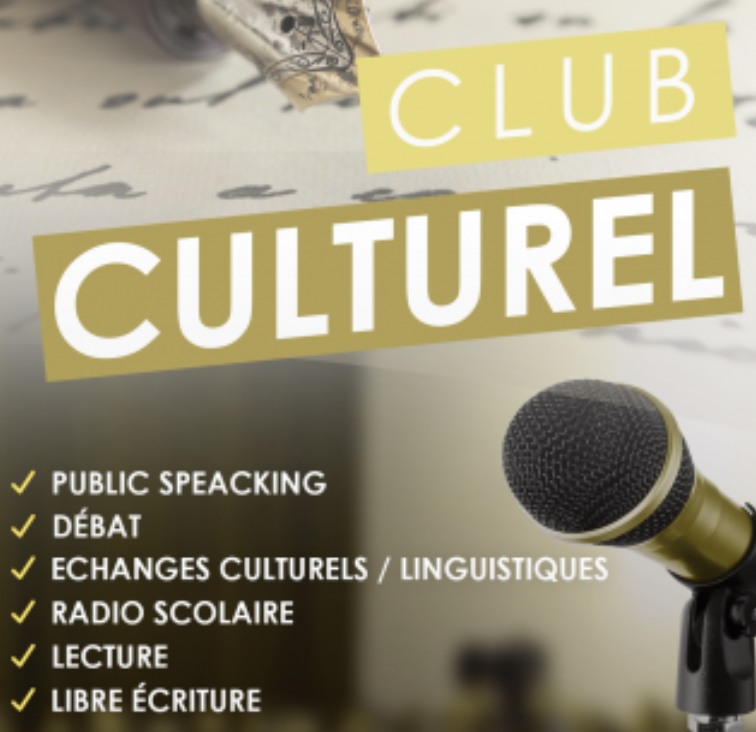 CLUB
CULTUREL
PUBLIC SPEACKING
DÉBAT
ECHANGES CULTURELS / LINGUISTIQUES
RADIO SCOLAIRE
LECTURE
LIBRE ÉCRITURE